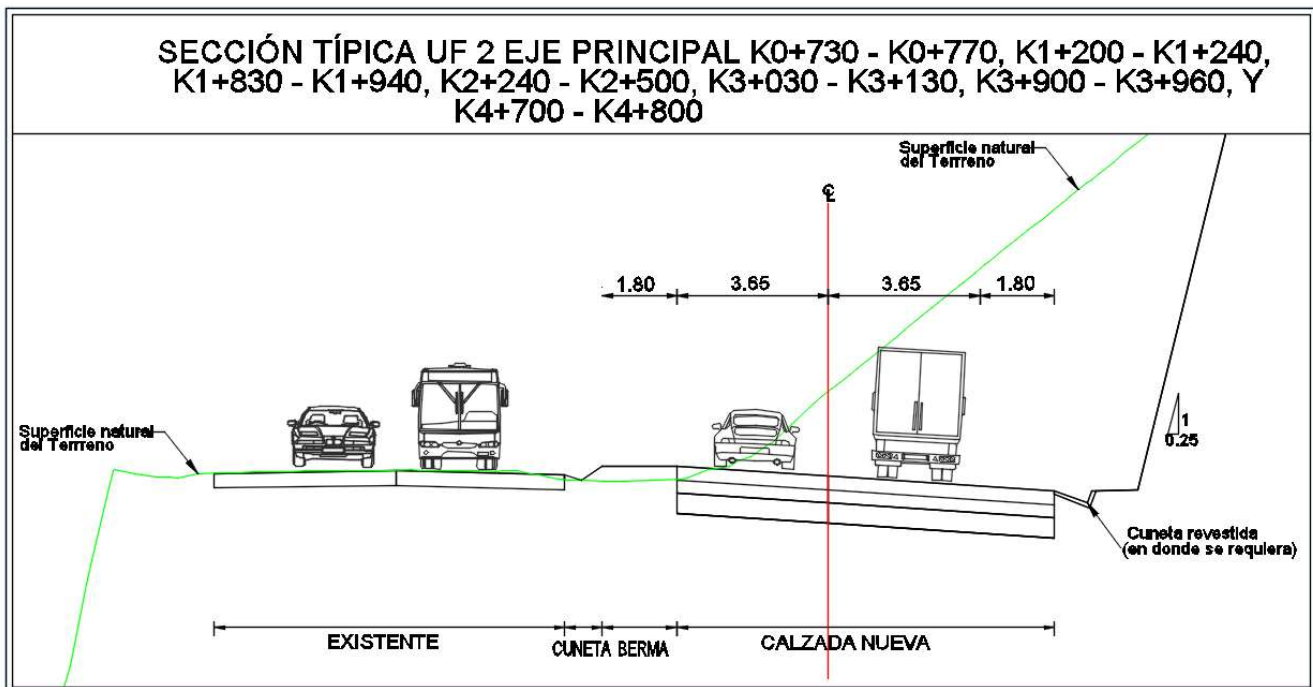 SECCIÓN TÍPICA UF 2 EJE PRINCIPAL K0+730 - K0+770, K1+200 - K1+240,
K1+830 - K1+940, K2+240 - K2+500, K3+030 - K3+130, K3+900 - K3+960, Y
K4+700 - K4+800
Superficie natural
del Terrreno
℄
1.80 3.65 3.65 1.80
1
0.25
Superficie natural
del Terrreno
Cuneta revestida
(en donde se requiera)
EXISTENTE CUNETA BERMA CALZADA NUEVA